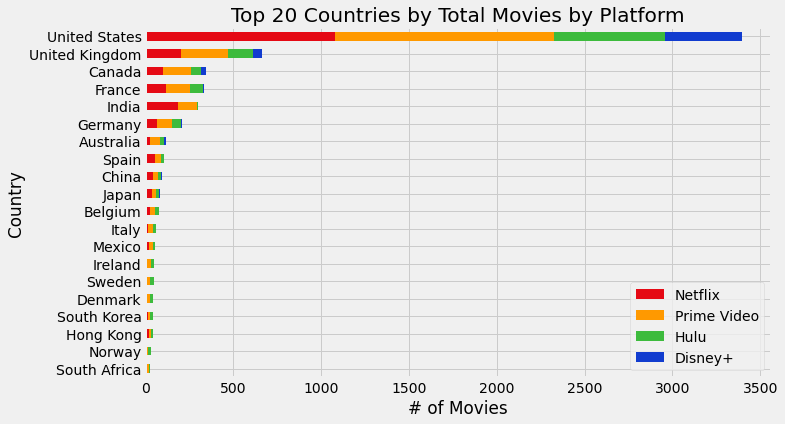 Top 20 Countries by Total Movies by Platform
United States
United Kingdom
Canada
France
India
Germany
Australia
Spain
China
Japan
Belgium
Italy
Mexico
Ireland
Sweden
Denmark
South Korea
Hong Kong
Norway
South Africa
Country
Netflix
Prime Video
Hulu
Disney+
0 500 1000 1500 2000 2500 3000 3500
# of Movies